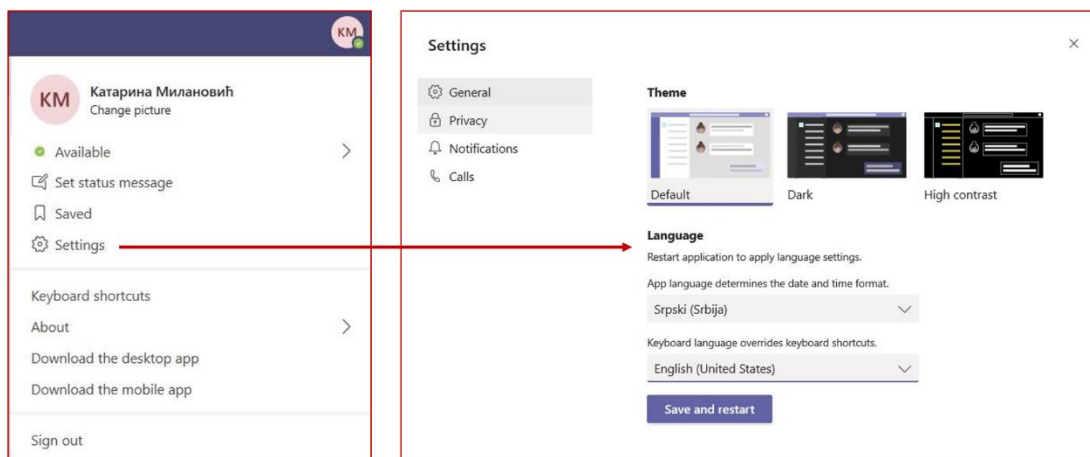 KM
KM
Катарина Милановић
Change picture
Available
Set status message
Saved
Settings
Keyboard shortcuts
About
Download the desktop app
Download the mobile app
Sign out
Settings
General
Privacy
Notifications
Calls
Theme
Default
Dark
High contrast
Language
Restart application to apply language settings.
App language determines the date and time format.
Srpski (Srbija)
Keyboard language overrides keyboard shortcuts.
English (United States)
Save and restart